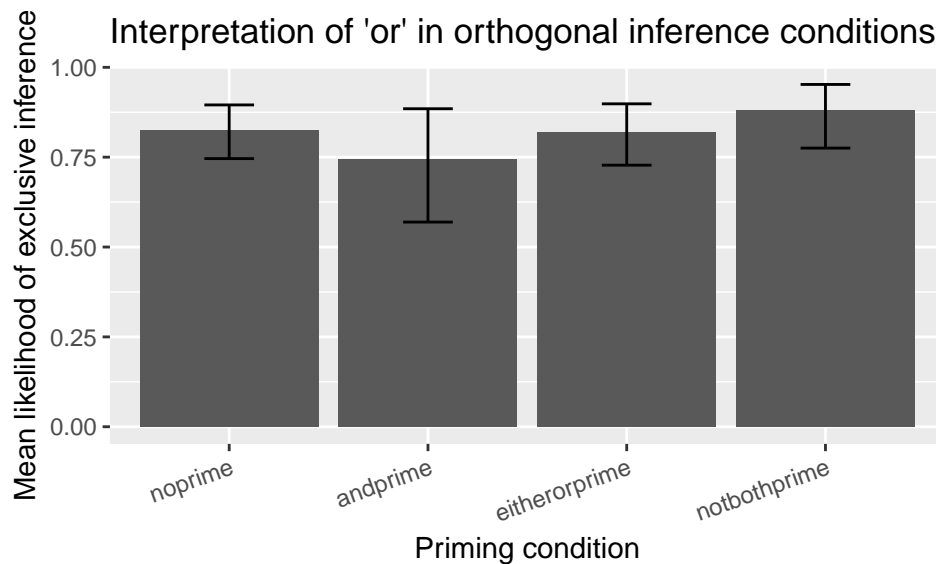 Interpretation of 'or' in orthogonal inference conditions
Mean likelihood of exclusive inference
1.00
0.75
0.50
0.25
0.00
noprime
andprime
eitherorprime
notbothprime
Priming condition